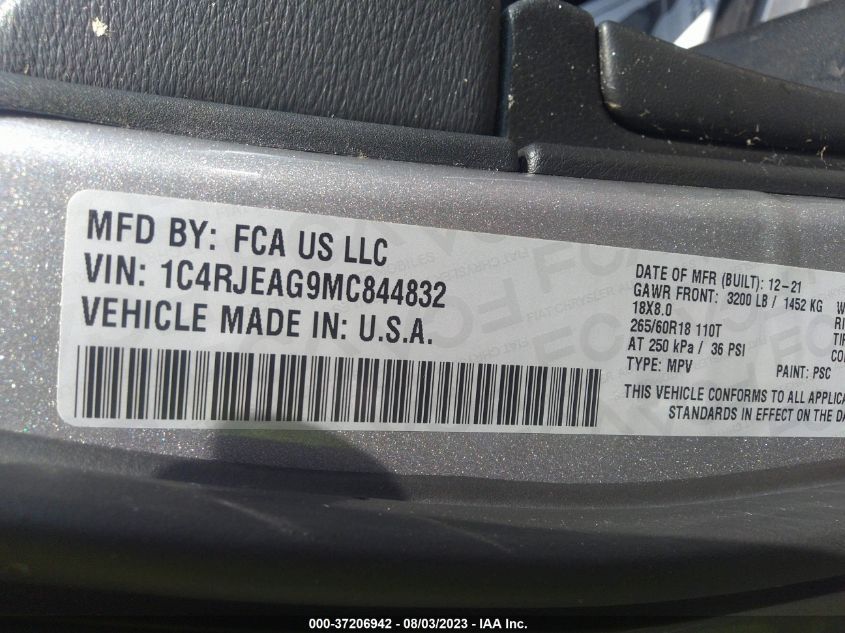 MFD BY: FCA US LLC
VIN: 1C4RJEAG9MC844832
VEHICLE MADE IN: U.S.A.
DATE OF MFR (BUILT): 12-21
GAWR FRONT: 3200 LB / 1452 KG
18X8.0
265/60R18 110T
AT 250 kPa / 36 PSI
TYPE: MPV PAINT: PSC
THIS VEHICLE CONFORMS TO ALL
STANDARDS IN EFFECT ON THE
000-37206942 - 08/03/2023 - IAA Inc.